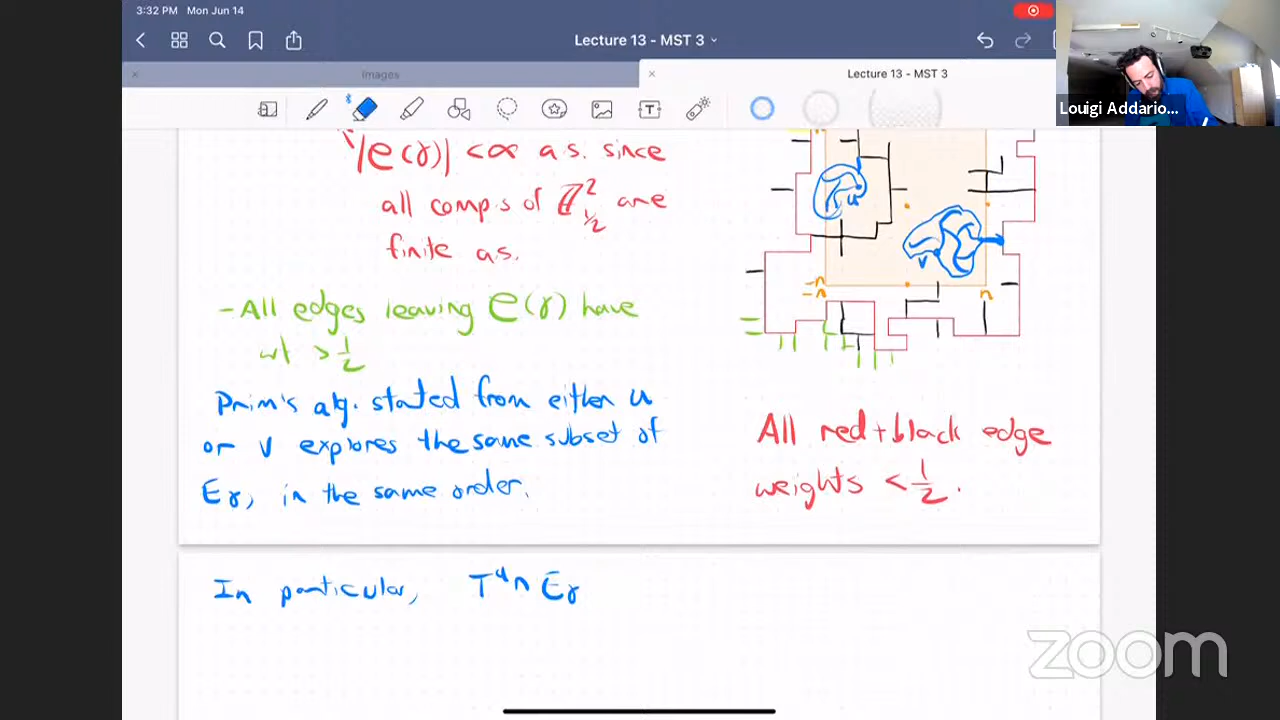 3:32 PM Mon Jun 14
Lecture 13 - MST 3
Images
Lecture 13 - MST 3
Louigi Addario...
|C(γ)| < ∞ a.s. since
all comps of ℤ²_{1/2} are
finite a.s.
- All edges leaving C(γ) have
wt > 1/2
Prim's alg. started from either u
or v explores the same subset of
Eγ, in the same order.
u
v
-n
-n
n
All red + black edge
weights < 1/2.
In particular, T^u ∩ Eγ
zoom